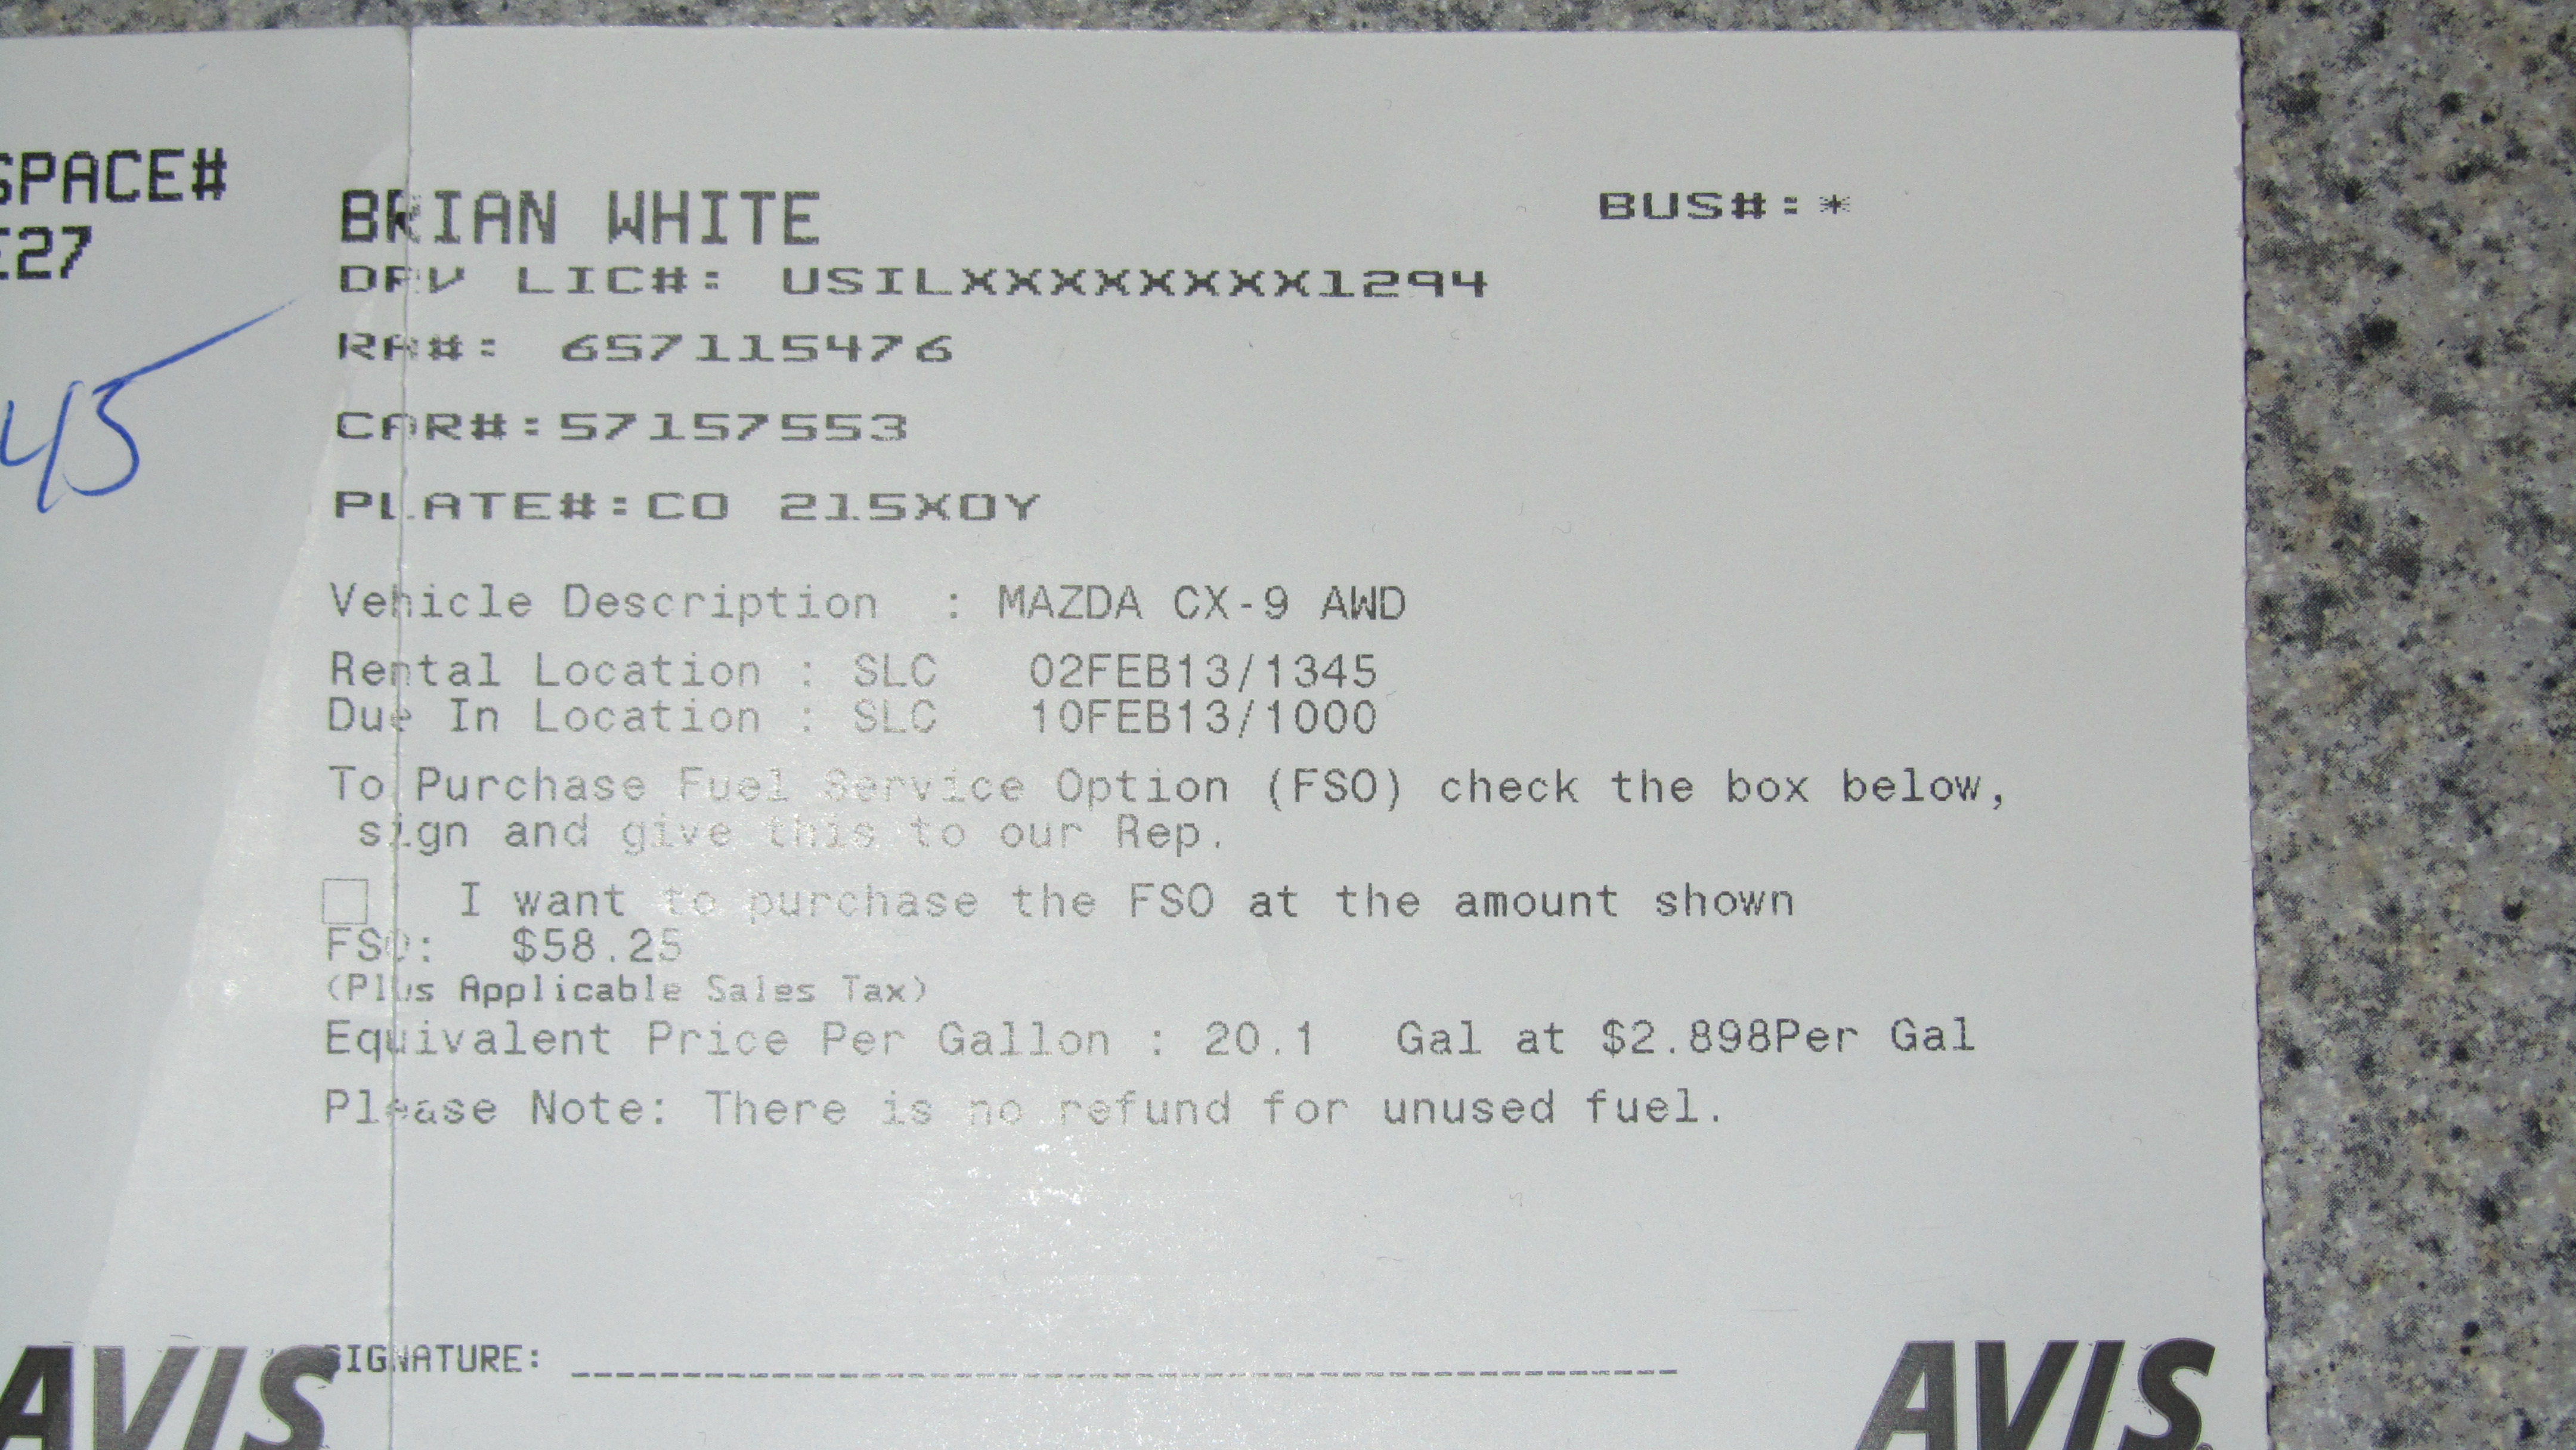 SPACE#
E27
45
BRIAN WHITE
BUS#:*
DRV LIC#: USILXXXXXXXX1294
RA#: 657115476
CAR#:57157553
PLATE#:CO 215XOY
Vehicle Description : MAZDA CX-9 AWD
Rental Location : SLC 02FEB13/1345
Due In Location : SLC 10FEB13/1000
To Purchase Fuel Service Option (FSO) check the box below,
sign and give this to our Rep.
I want to purchase the FSO at the amount shown
FSO: $58.25
(Plus Applicable Sales Tax)
Equivalent Price Per Gallon : 20.1 Gal at $2.898Per Gal
Please Note: There is no refund for unused fuel.
SIGNATURE:
AVIS
AVIS